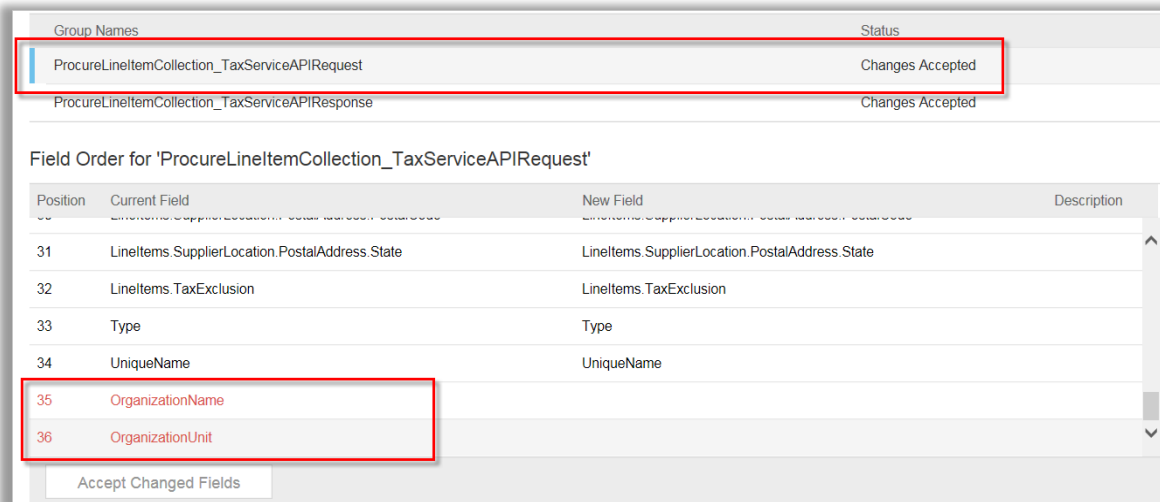 Group Names Status
ProcureLineItemCollection_TaxServiceAPIRequest Changes Accepted
ProcureLineItemCollection_TaxServiceAPIResponse Changes Accepted
Field Order for 'ProcureLineItemCollection_TaxServiceAPIRequest'
Position Current Field New Field Description
31 LineItems.SupplierLocation.PostalAddress.State LineItems.SupplierLocation.PostalAddress.State
32 LineItems.TaxExclusion LineItems.TaxExclusion
33 Type Type
34 UniqueName UniqueName
35 OrganizationName
36 OrganizationUnit
Accept Changed Fields